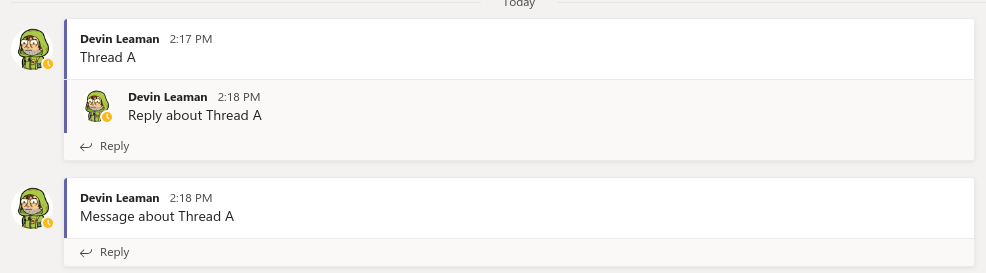 Today
Devin Leaman 2:17 PM
Thread A
Devin Leaman 2:18 PM
Reply about Thread A
Reply
Devin Leaman 2:18 PM
Message about Thread A
Reply